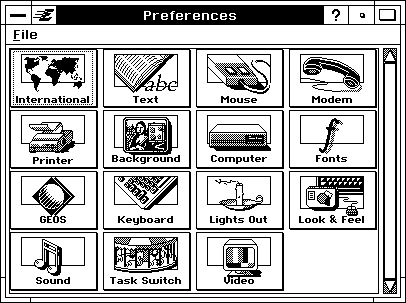 Preferences ?
File
abc
International Text Mouse Modem
Printer Background Computer Fonts
GEOS Keyboard Lights Out Look & Feel
Sound Task Switch Video